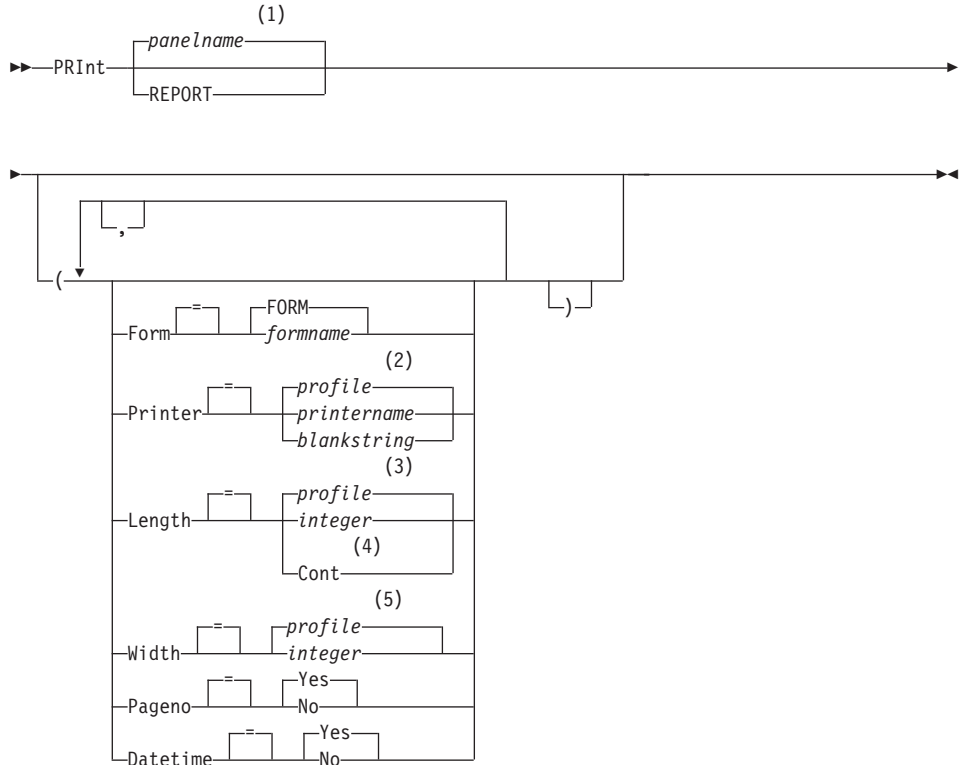 (1)
panelname
PRInt
REPORT
,
(
)
Form = FORM
formname
(2)
Printer = profile
printername
blankstring
(3)
Length = profile
integer
(4)
Cont
(5)
Width = profile
integer
Pageno = Yes
No
Datetime = Yes
No